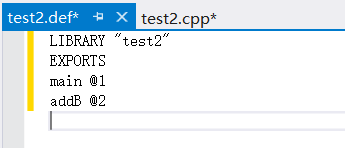 test2.def*
test2.cpp*
LIBRARY "test2"
EXPORTS
main @1
addB @2